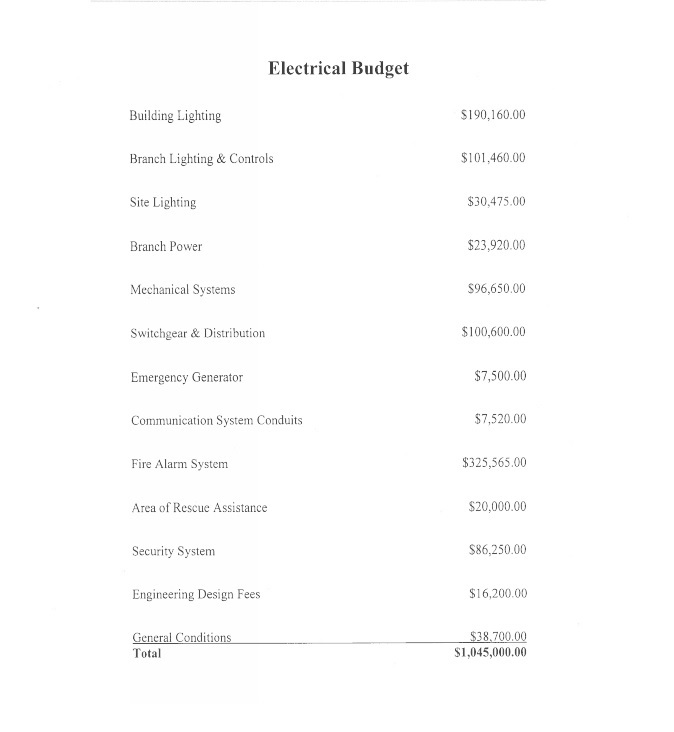 Electrical Budget
Building Lighting $190,160.00
Branch Lighting & Controls $101,460.00
Site Lighting $30,475.00
Branch Power $23,920.00
Mechanical Systems $96,650.00
Switchgear & Distribution $100,600.00
Emergency Generator $7,500.00
Communication System Conduits $7,520.00
Fire Alarm System $325,565.00
Area of Rescue Assistance $20,000.00
Security System $86,250.00
Engineering Design Fees $16,200.00
General Conditions $38,700.00
Total $1,045,000.00